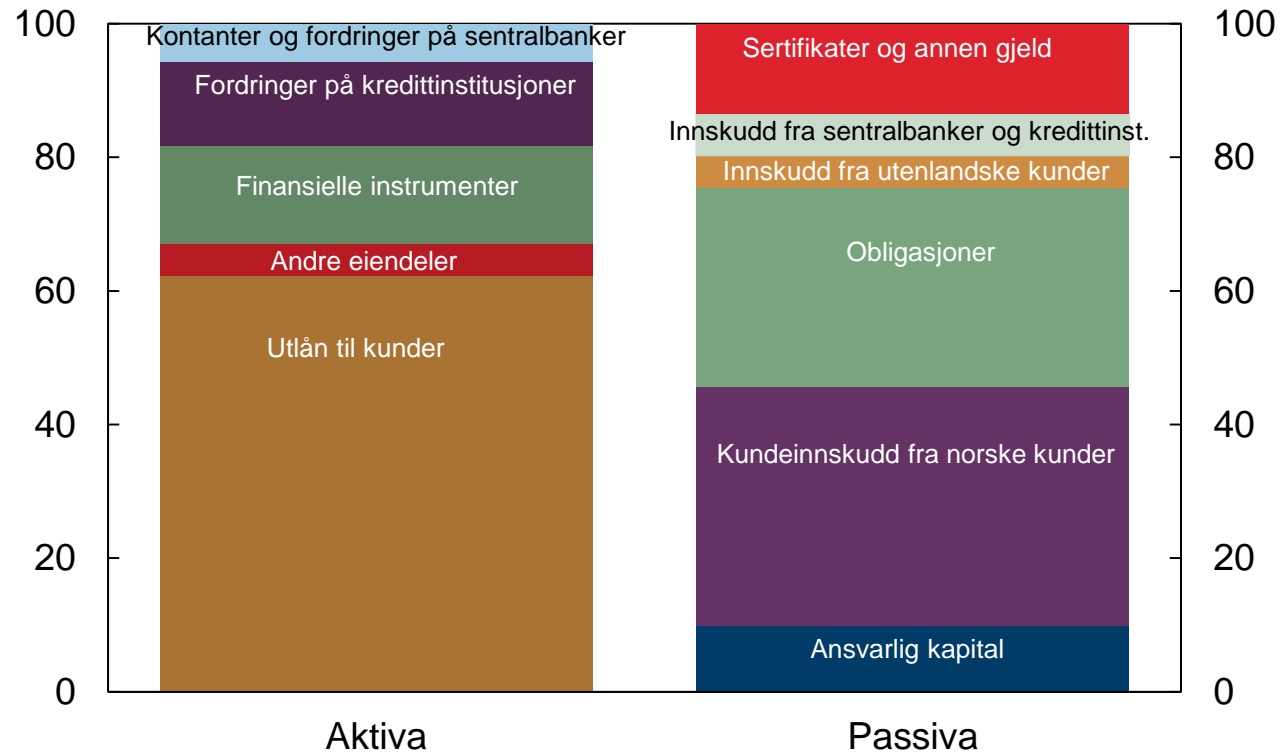 100
80
60
40
20
0
Kontanter og fordringer på sentralbanker
Fordringer på kredittinstitusjoner
Finansielle instrumenter
Andre eiendeler
Utlån til kunder
Sertifikater og annen gjeld
Innskudd fra sentralbanker og kredittinst.
Innskudd fra utenlandske kunder
Obligasjoner
Kundeinnskudd fra norske kunder
Ansvarlig kapital
100
80
60
40
20
0
Aktiva
Passiva